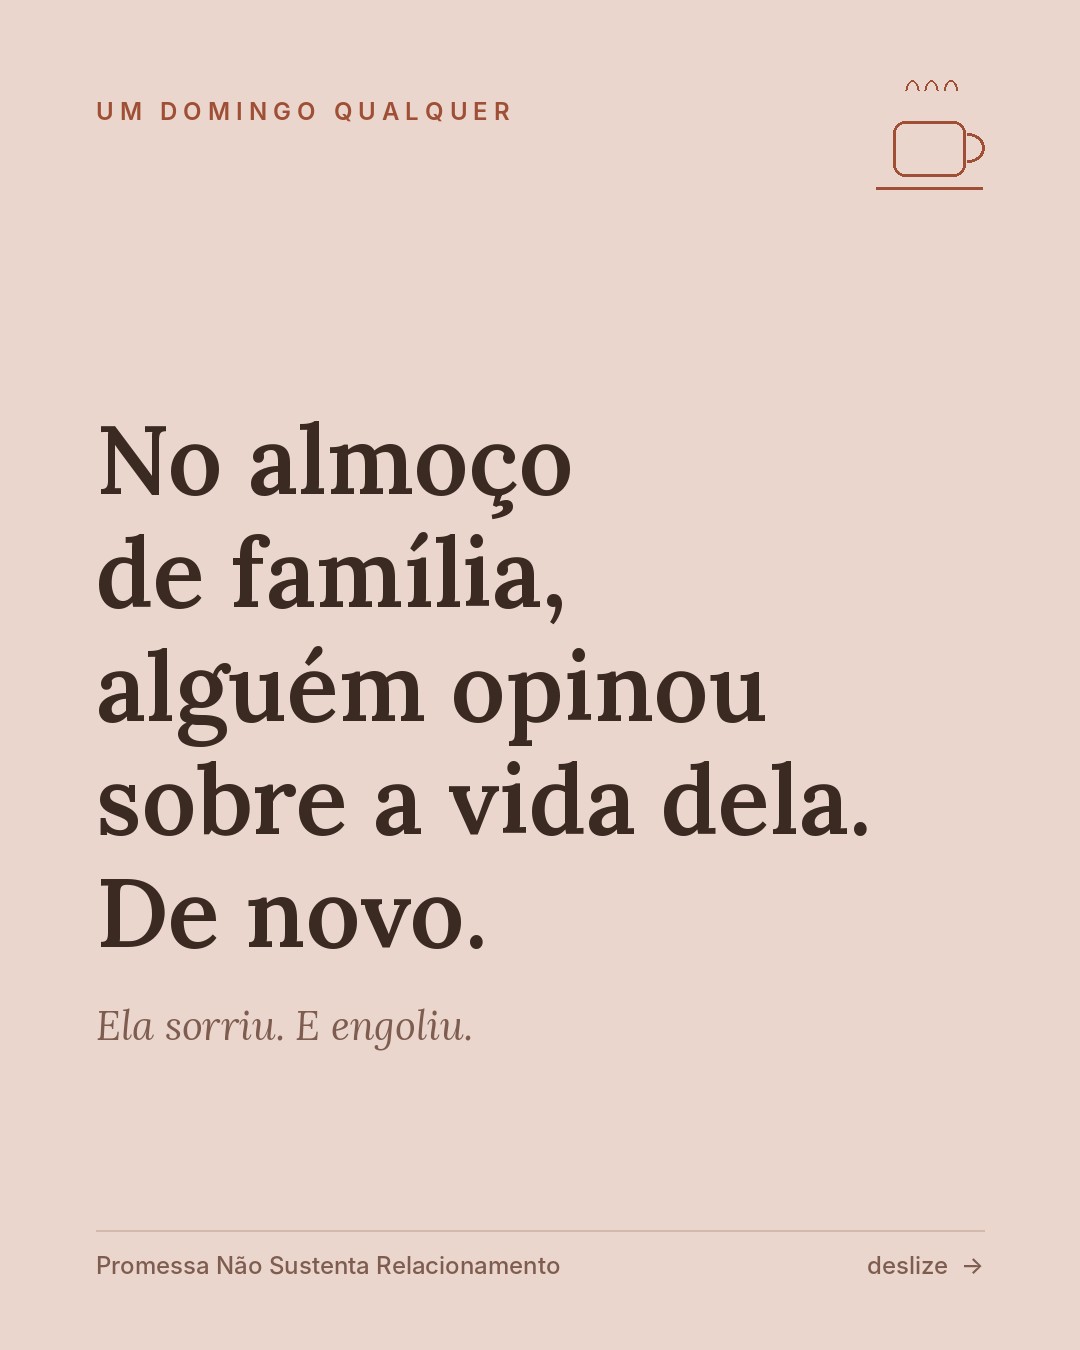 UM DOMINGO QUALQUER
No almoço
de família,
alguém opinou
sobre a vida dela.
De novo.
Ela sorriu. E engoliu.
Promessa Não Sustenta Relacionamento
deslize →